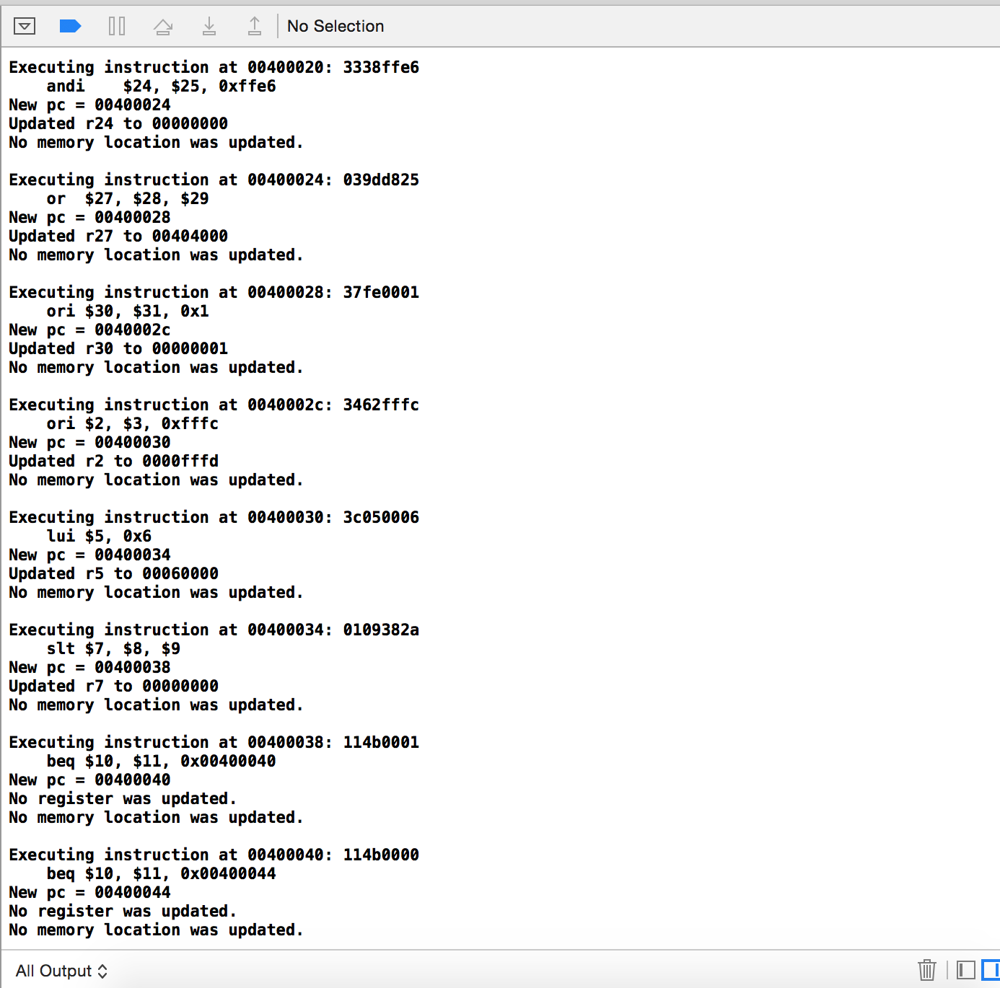 No Selection
Executing instruction at 00400020: 3338ffe6
andi    $24, $25, 0xffe6
New pc = 00400024
Updated r24 to 00000000
No memory location was updated.
Executing instruction at 00400024: 039dd825
or  $27, $28, $29
New pc = 00400028
Updated r27 to 00404000
No memory location was updated.
Executing instruction at 00400028: 37fe0001
ori $30, $31, 0x1
New pc = 0040002c
Updated r30 to 00000001
No memory location was updated.
Executing instruction at 0040002c: 3462fffc
ori $2, $3, 0xfffc
New pc = 00400030
Updated r2 to 0000fffd
No memory location was updated.
Executing instruction at 00400030: 3c050006
lui $5, 0x6
New pc = 00400034
Updated r5 to 00060000
No memory location was updated.
Executing instruction at 00400034: 0109382a
slt $7, $8, $9
New pc = 00400038
Updated r7 to 00000000
No memory location was updated.
Executing instruction at 00400038: 114b0001
beq $10, $11, 0x00400040
New pc = 00400040
No register was updated.
No memory location was updated.
Executing instruction at 00400040: 114b0000
beq $10, $11, 0x00400044
New pc = 00400044
No register was updated.
No memory location was updated.
All Output